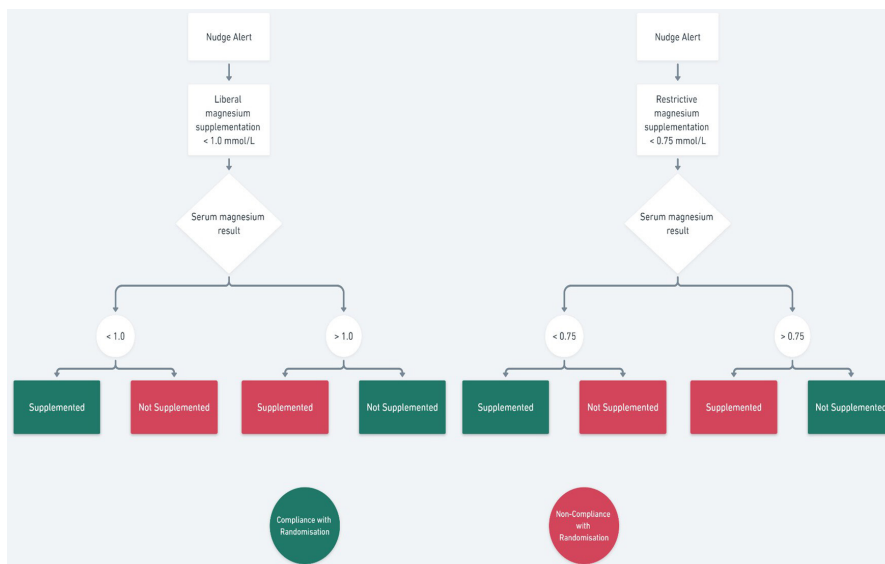 Nudge Alert
Nudge Alert
Liberal
magnesium
supplementation
< 1.0 mmol/L
Restrictive
magnesium
supplementation
< 0.75 mmol/L
Serum magnesium
result
Serum magnesium
result
< 1.0
> 1.0
< 0.75
> 0.75
Supplemented
Not Supplemented
Supplemented
Not Supplemented
Supplemented
Not Supplemented
Supplemented
Not Supplemented
Compliance with
Randomisation
Non-Compliance
with
Randomisation